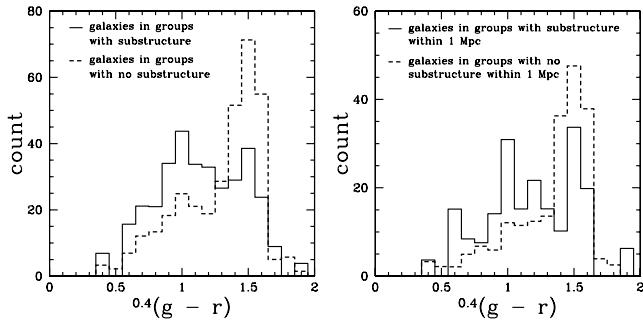 80
60
40
20
0
count
galaxies in groups
with substructure
galaxies in groups
with no substructure
0 0.5 1 1.5 2
0.4(g − r)
60
40
20
0
count
galaxies in groups with substructure
within 1 Mpc
galaxies in groups with no
substructure within 1 Mpc
0 0.5 1 1.5 2
0.4(g − r)